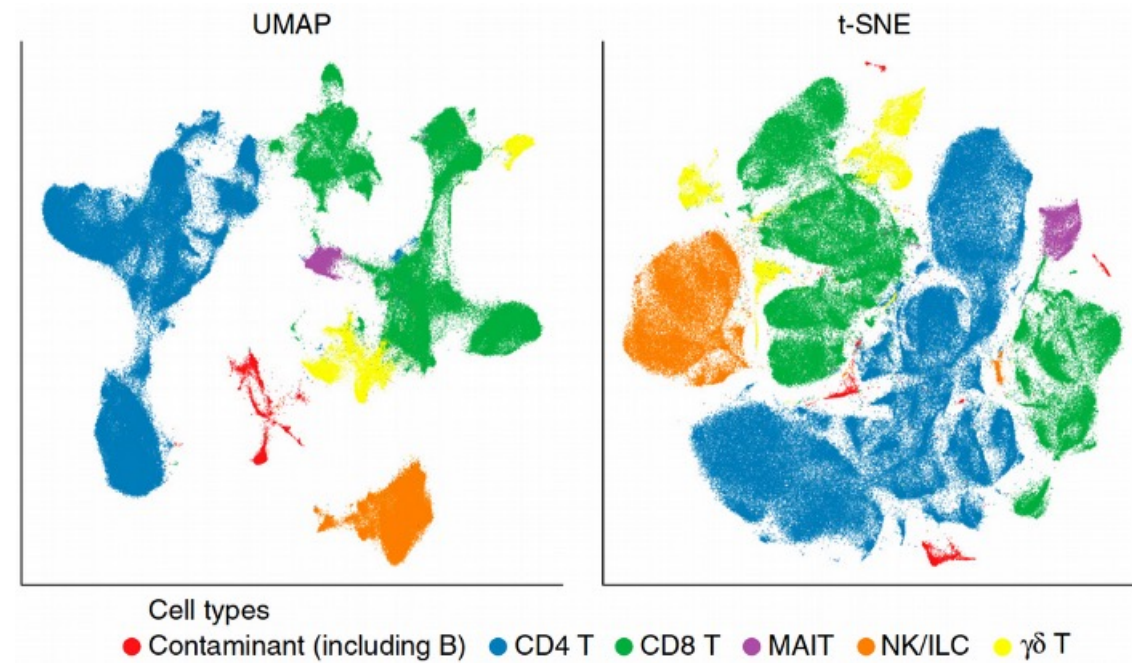 UMAP
t-SNE
Cell types
Contaminant (including B) CD4 T CD8 T MAIT NK/ILC γδ T